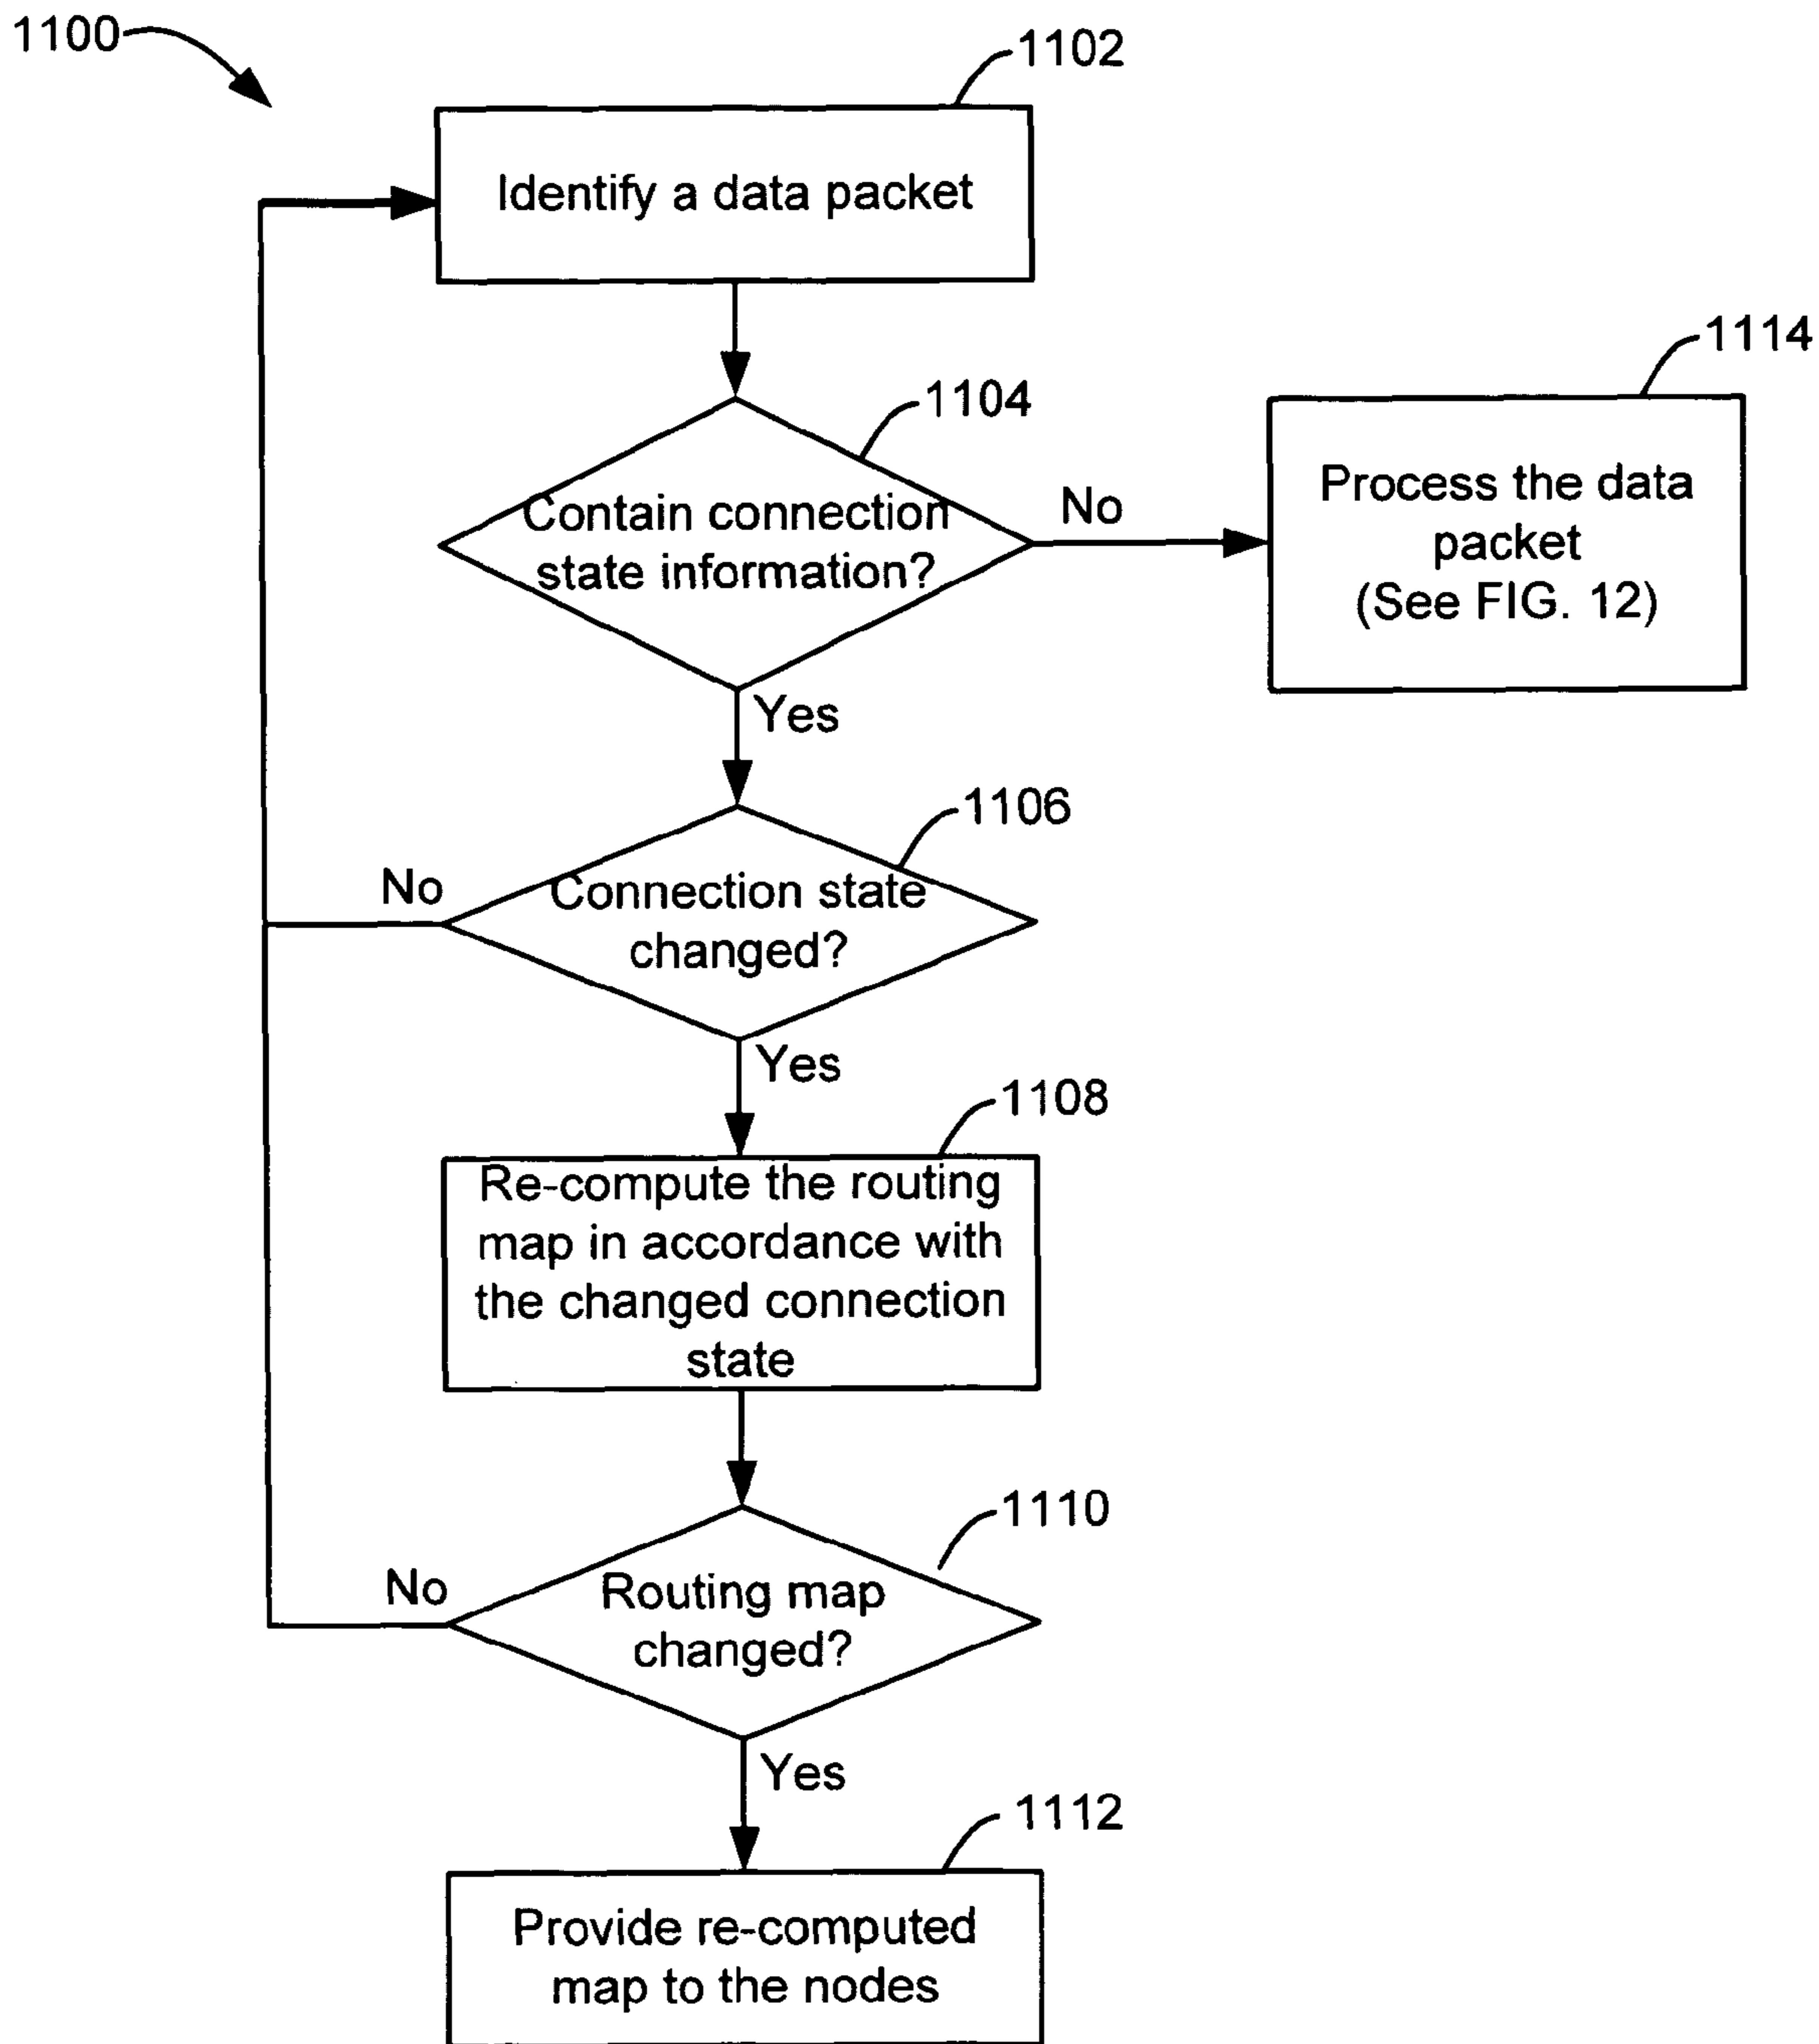 1100
1102
Identify a data packet
1104
Contain connection
state information?
No
1114
Process the data
packet
(See FIG. 12)
Yes
1106
No
Connection state
changed?
Yes
1108
Re-compute the routing
map in accordance with
the changed connection
state
1110
No
Routing map
changed?
Yes
1112
Provide re-computed
map to the nodes